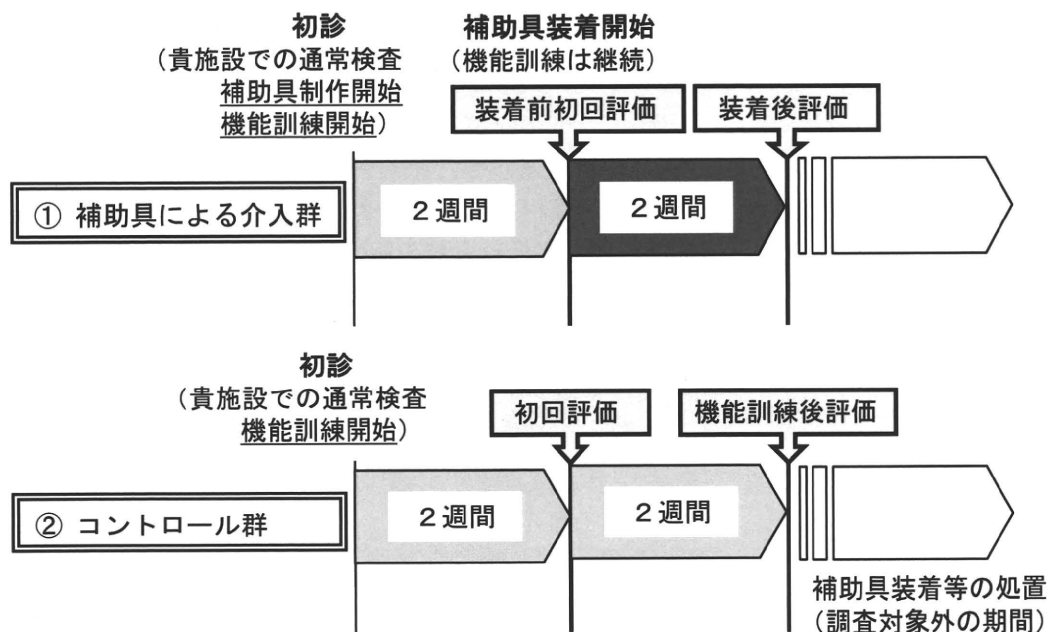 初診
(貴施設での通常検査
補助具制作開始
機能訓練開始)
補助具装着開始
(機能訓練は継続)
装着前初回評価
装着後評価
① 補助具による介入群
2週間
2週間
初診
(貴施設での通常検査
機能訓練開始)
初回評価
機能訓練後評価
② コントロール群
2週間
2週間
補助具装着等の処置
(調査対象外の期間)